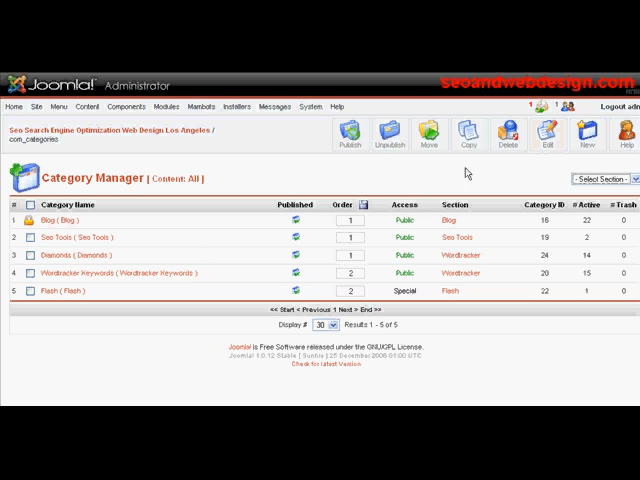 seoandwebdesign.com
Joomla! Administrator
Home Site Menu Content Components Modules Mambots Installers Messages System Help 1 1 Logout
Seo Search Engine Optimization Web Design Los Angeles /
com_categories
Publish Unpublish Move Copy Delete Edit New Help
Category Manager [ Content: All ]
- Select Section -
# Category Name Published Order Access Section Category ID # Active # Trash
1 Blog ( Blog ) 1 Public Blog 16 22 0
2 Seo Tools ( Seo Tools ) 1 Public Seo Tools 19 2 0
3 Diamonds ( Diamonds ) 1 Public Wordtracker 24 14 0
4 Wordtracker Keywords ( Wordtracker Keywords ) 2 Public Wordtracker 20 15 0
5 Flash ( Flash ) 2 Special Flash 22 1 0
<< Start < Previous 1 Next > End >>
Display # 30 Results 1 - 5 of 5
Joomla! is Free Software released under the GNU/GPL License.
Joomla! 1.0.12 Stable [ Sunfire ] 25 December 2006 01:00 UTC
Check for latest Version